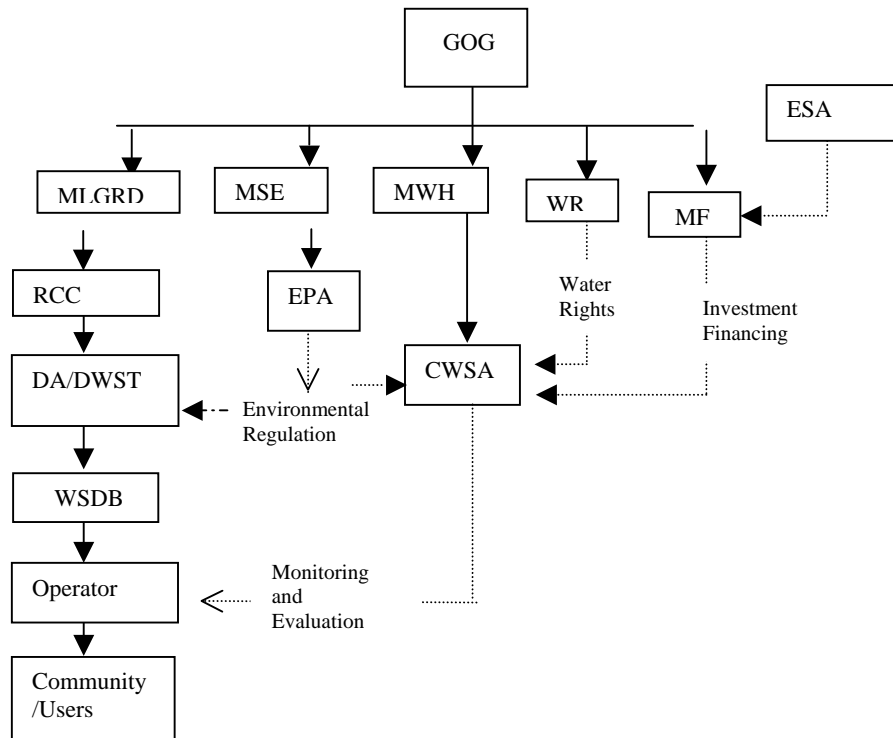 GOG
ESA
MLGRD
MSE
MWH
WR
MF
RCC
EPA
Water
Rights
Investment
Financing
DA/DWST
CWSA
Environmental
Regulation
WSDB
Operator
Monitoring
and
Evaluation
Community
/Users